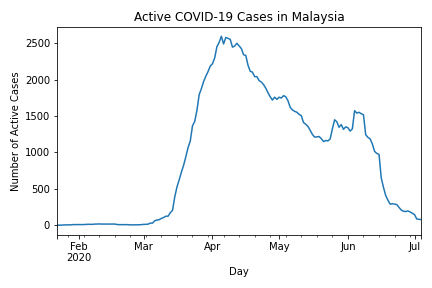 Active COVID-19 Cases in Malaysia
Number of Active Cases
2500
2000
1500
1000
500
0
Feb
2020
Mar
Apr
May
Jun
Jul
Day